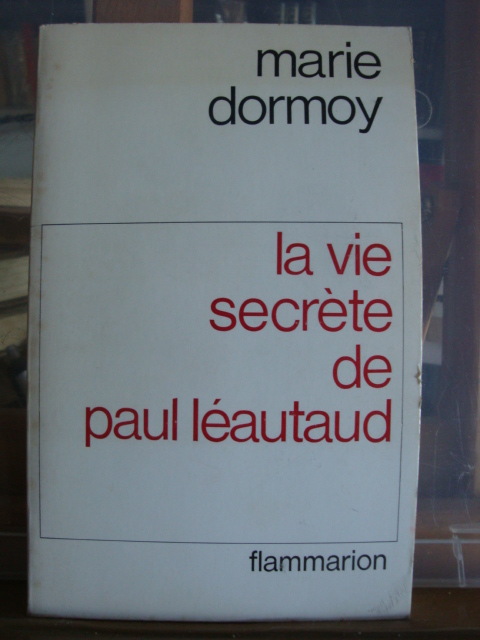 marie
dormoy
la vie
secrète
de
paul léautaud
flammarion